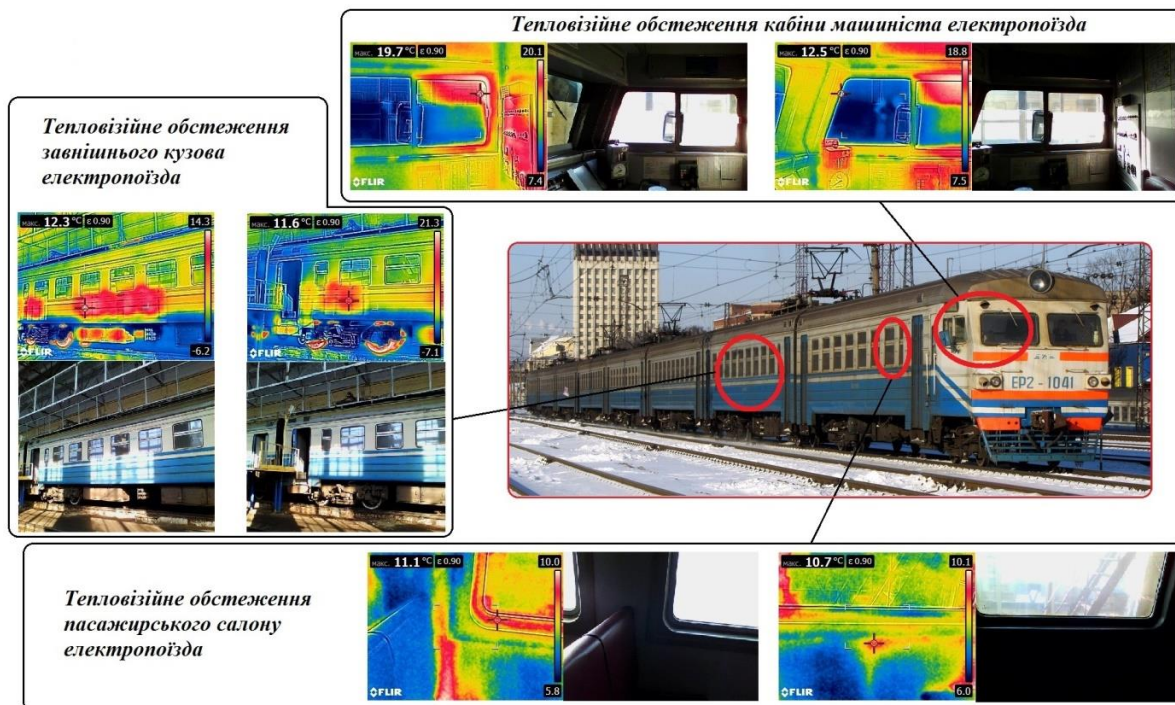 Тепловізійне обстеження кабіни машиніста електропоїзда
макс. 19.7 °C ε 0.90
20.1
7.4
FLIR
макс. 12.5 °C ε 0.90
18.8
7.5
FLIR
Тепловізійне обстеження
завнішнього кузова
електропоїзда
макс. 12.3 °C ε 0.90
14.3
-6.2
FLIR
макс. 11.6 °C ε 0.90
21.3
-7.1
FLIR
ЕР2 - 1041
Тепловізійне обстеження
пасажирського салону
електропоїзда
макс. 11.1 °C ε 0.90
10.0
5.8
FLIR
макс. 10.7 °C ε 0.90
10.1
6.0
FLIR